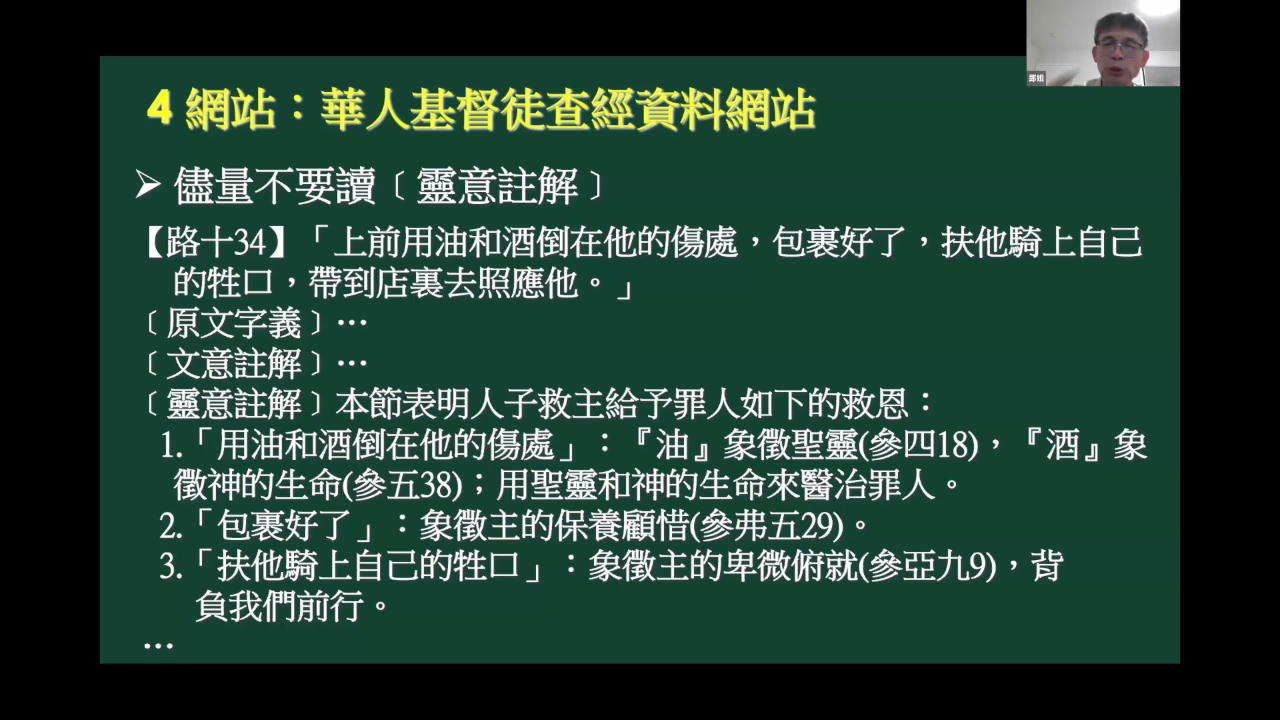 4 網站：華人基督徒查經資料網站
鄭姐
➢ 儘量不要讀﹝靈意註解﹞
【路十34】「上前用油和酒倒在他的傷處，包裹好了，扶他騎上自己
的牲口，帶到店裏去照應他。」
﹝原文字義﹞…
﹝文意註解﹞…
﹝靈意註解﹞本節表明人子救主給予罪人如下的救恩：
1.「用油和酒倒在他的傷處」：『油』象徵聖靈(參四18)，『酒』象
徵神的生命(參五38)；用聖靈和神的生命來醫治罪人。
2.「包裹好了」：象徵主的保養顧惜(參弗五29)。
3.「扶他騎上自己的牲口」：象徵主的卑微俯就(參亞九9)，背
負我們前行。
…